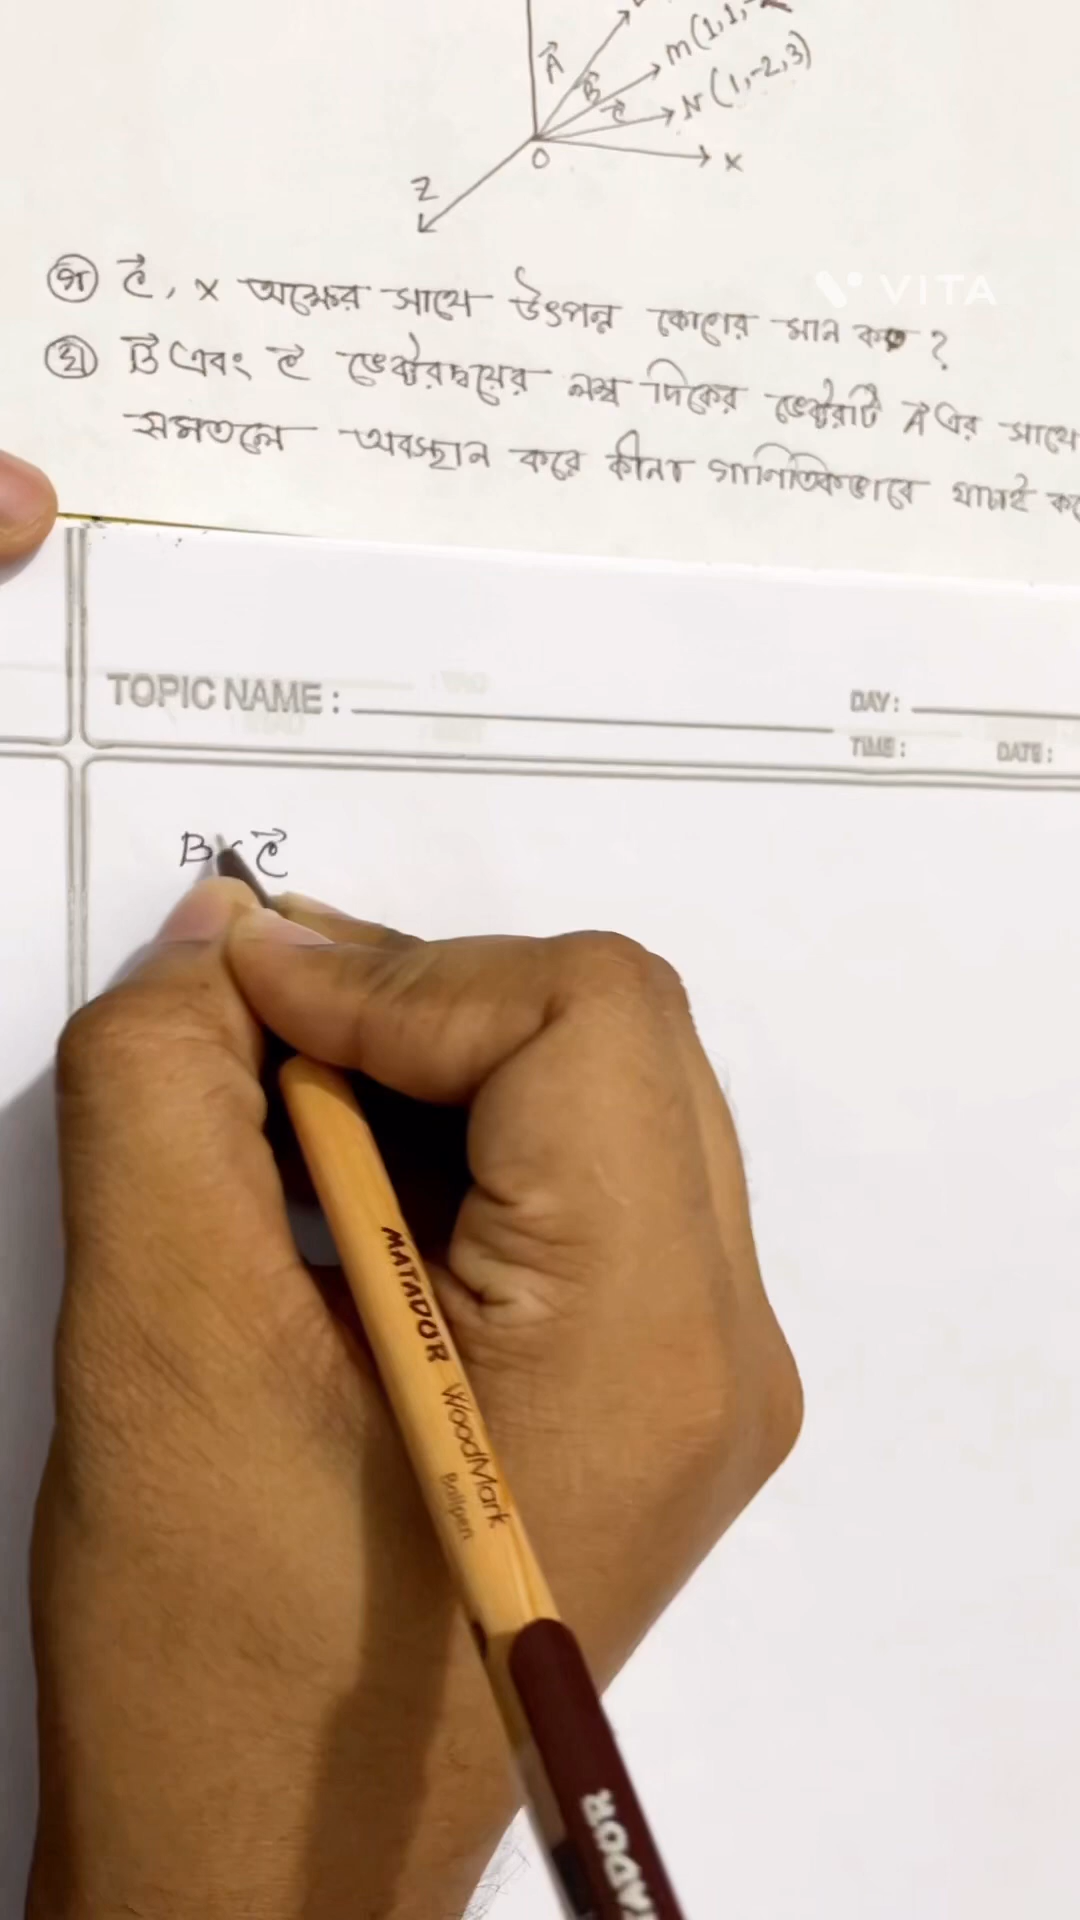 A⃗
B⃗
C⃗
M(1,1,-
N(1,-2,3)
O
X
Z
VITA
গ) C⃗, x অক্ষের সাথে উৎপন্ন কোণের মান কত ?
ঘ) B⃗ এবং C⃗ ভেক্টরদ্বয়ের লম্ব দিকের ভেক্টরটি A⃗ এর সাথে
সমতলে অবস্থান করে কীনা গাণিতিকভাবে যাচাই কর
TOPIC NAME :
DAY :
TIME :
DATE :
B × C⃗
MATADOR WoodMark
Ballpen
MATADOR